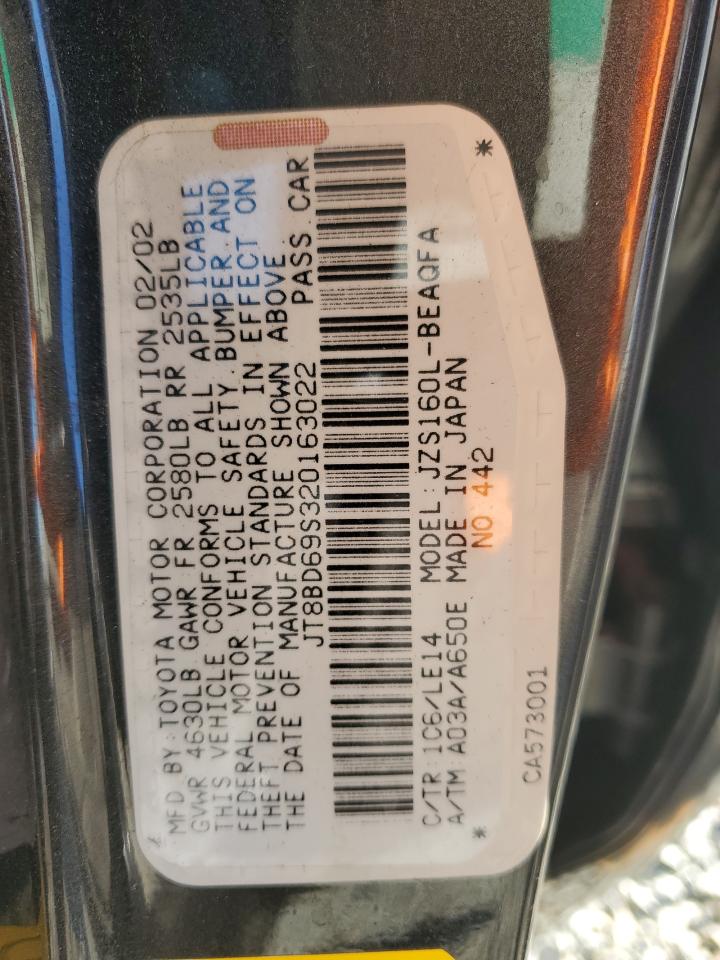 MFD BY:TOYOTA MOTOR CORPORATION 02/02
GVWR 4630LB GAWR FR 2580LB RR 2535LB
THIS VEHICLE CONFORMS TO ALL APPLICABLE
FEDERAL MOTOR VEHICLE SAFETY,BUMPER,AND
THEFT PREVENTION STANDARDS IN EFFECT ON
THE DATE OF MANUFACTURE SHOWN ABOVE.
JT8BD69S320163022 PASS CAR
C/TR:1C6/LE14 MODEL:JZS160L-BEAQFA
A/TM:A03A/A650E MADE IN JAPAN
NO.442
CA573001